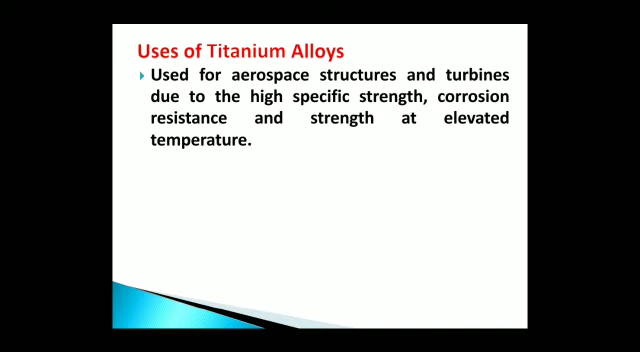 Uses of Titanium Alloys
Used for aerospace structures and turbines
due to the high specific strength, corrosion
resistance and strength at elevated
temperature.